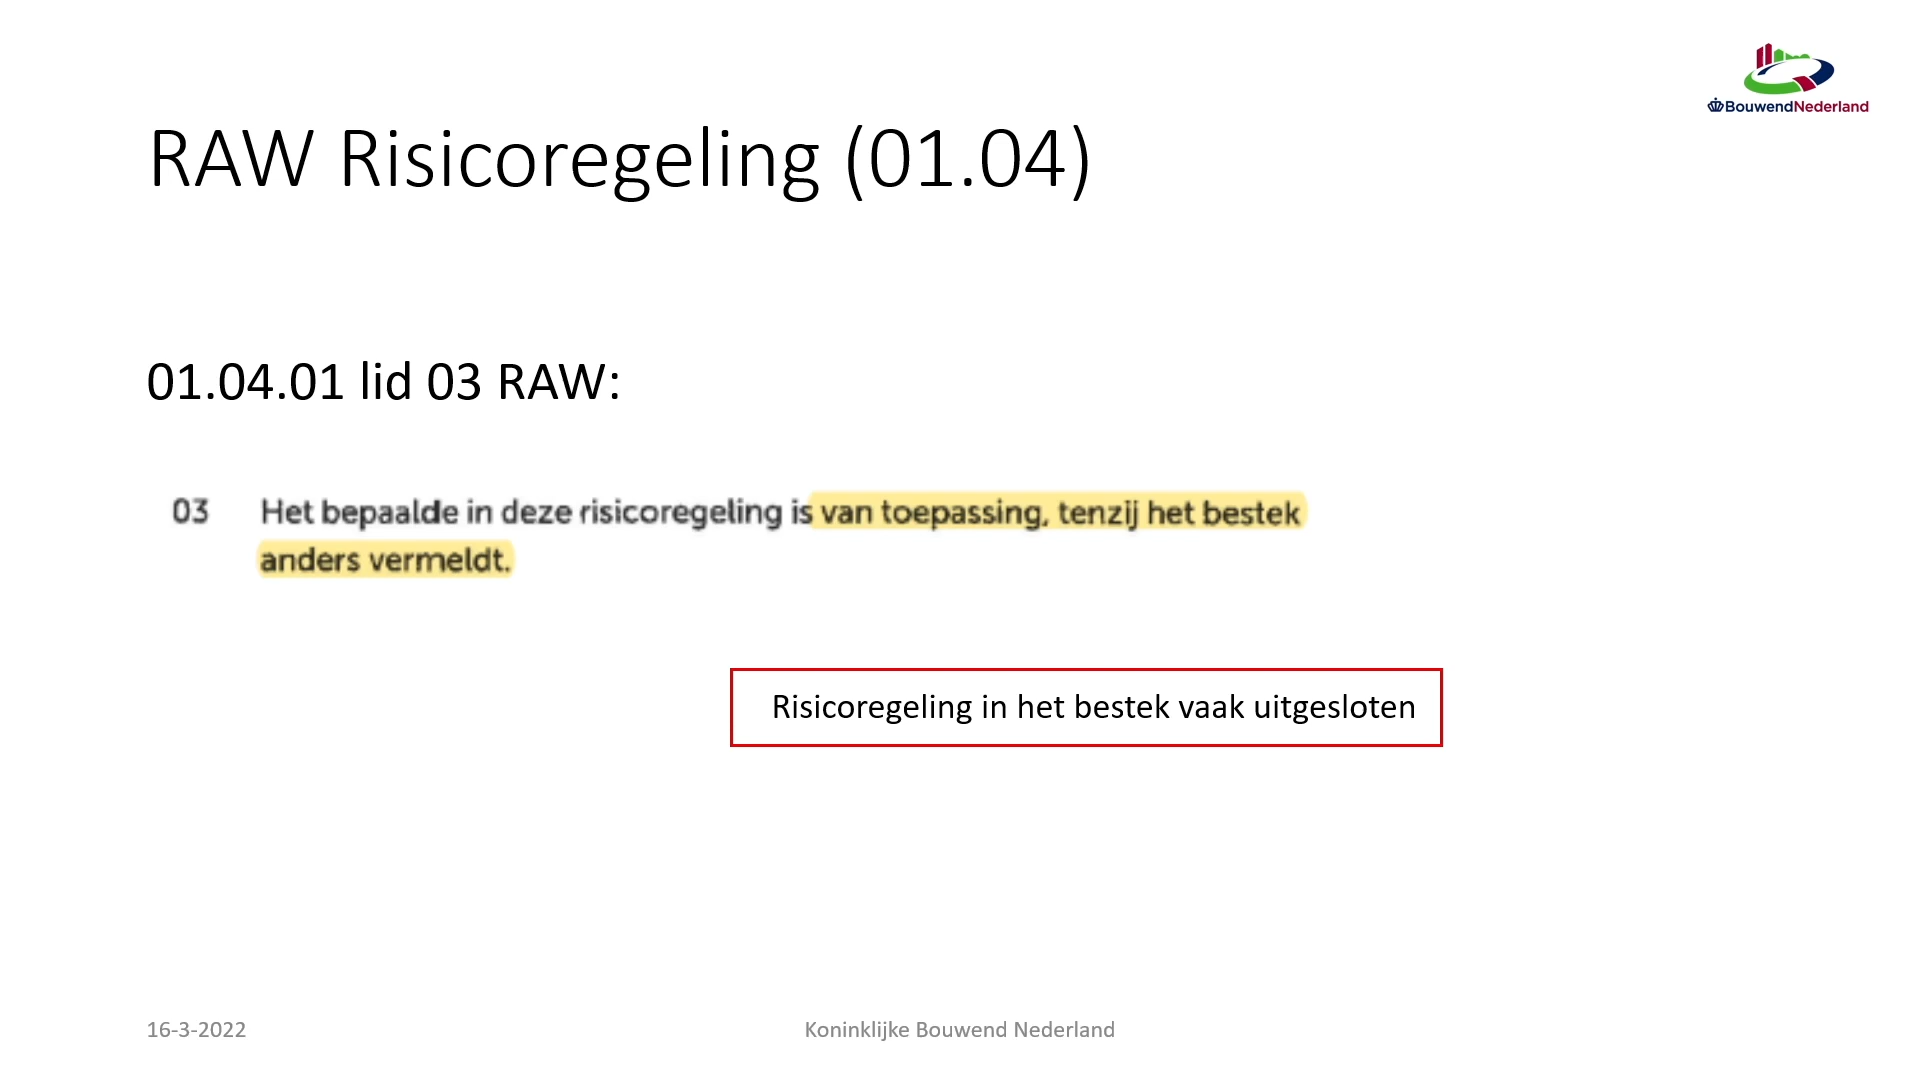 BouwendNederland
RAW Risicoregeling (01.04)
01.04.01 lid 03 RAW:
03 Het bepaalde in deze risicoregeling is van toepassing, tenzij het bestek
anders vermeldt.
Risicoregeling in het bestek vaak uitgesloten
16-3-2022 Koninklijke Bouwend Nederland